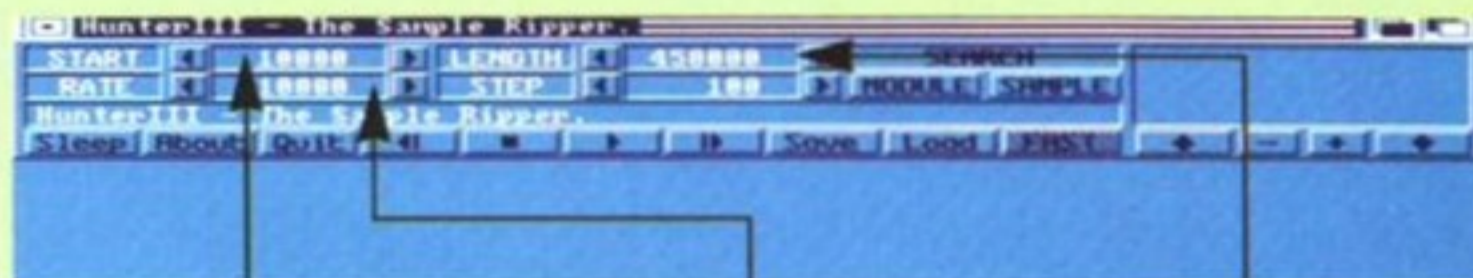 HunterIII - The Sample Ripper.
START 10000 LENGTH 450000 SEARCH
RATE 10000 STEP 100 MODULE SAMPLE
HunterIII - The Sample Ripper.
Sleep About Quit Save Load FAST